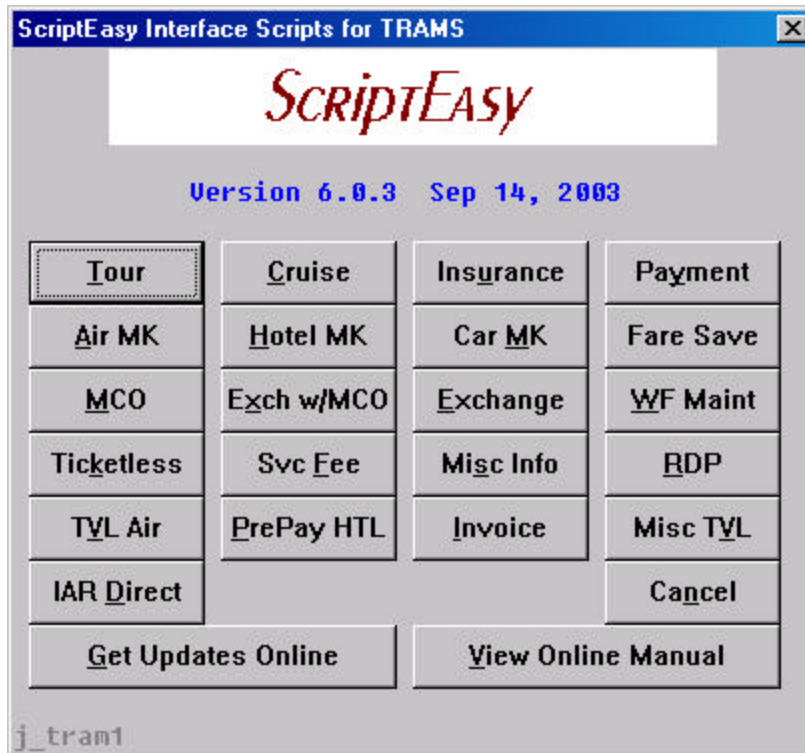 ScriptEasy Interface Scripts for TRAMS
SCRIPTEASY
Version 6.0.3 Sep 14, 2003
Tour Cruise Insurance Payment
Air MK Hotel MK Car MK Fare Save
MCO Exch w/MCO Exchange WF Maint
Ticketless Svc Fee Misc Info RDP
TVL Air PrePay HTL Invoice Misc TVL
IAR Direct Cancel
Get Updates Online View Online Manual
j_tram1